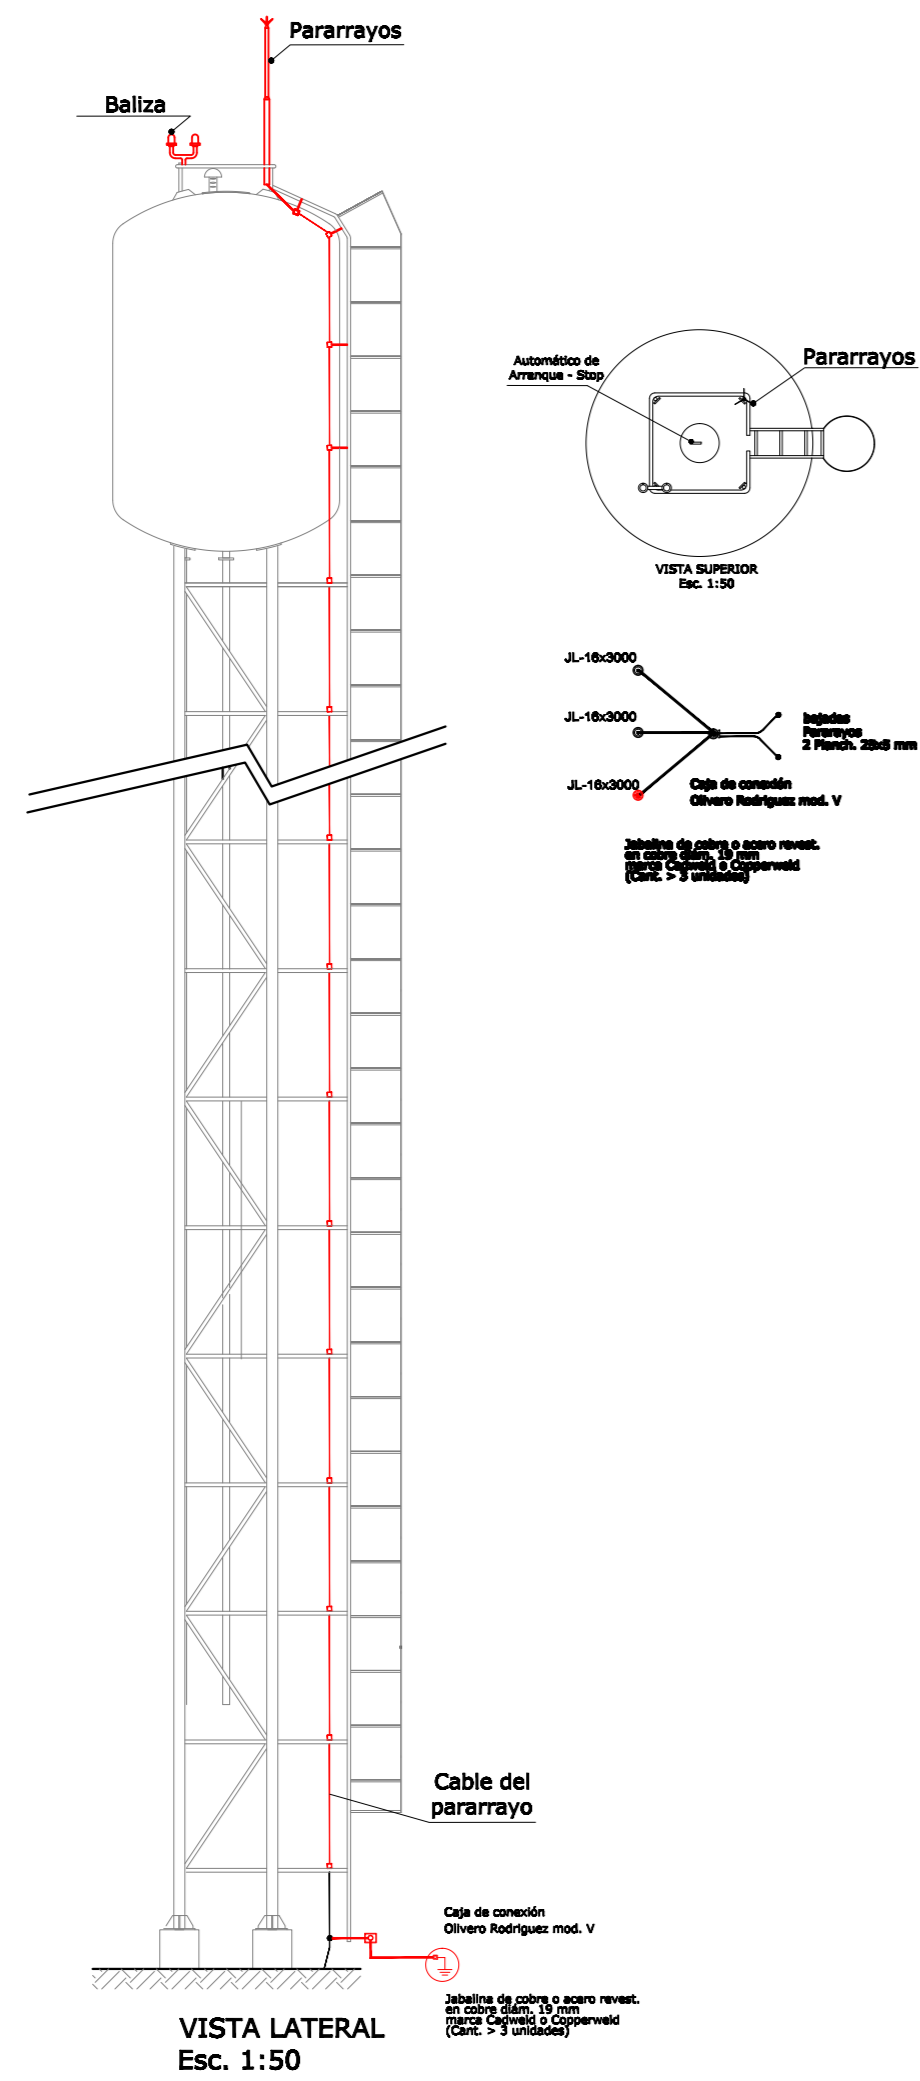 Pararrayos
Baliza
Automático de
Arranque - Stop
Pararrayos
VISTA SUPERIOR
Esc. 1:50
JL-16x3000
JL-16x3000
JL-16x3000
bajadas
Pararayos
2 Planch. 25x5 mm
Caja de conexión
Olivero Rodriguez mod. V
Jabalina de cobre o acero revest.
en cobre diám. 19 mm
marca Cadweld o Copperweld
(Cant. > 3 unidades)
Cable del
pararrayo
Caja de conexión
Olivero Rodriguez mod. V
Jabalina de cobre o acero revest.
en cobre diám. 19 mm
marca Cadweld o Copperweld
(Cant. > 3 unidades)
VISTA LATERAL
Esc. 1:50